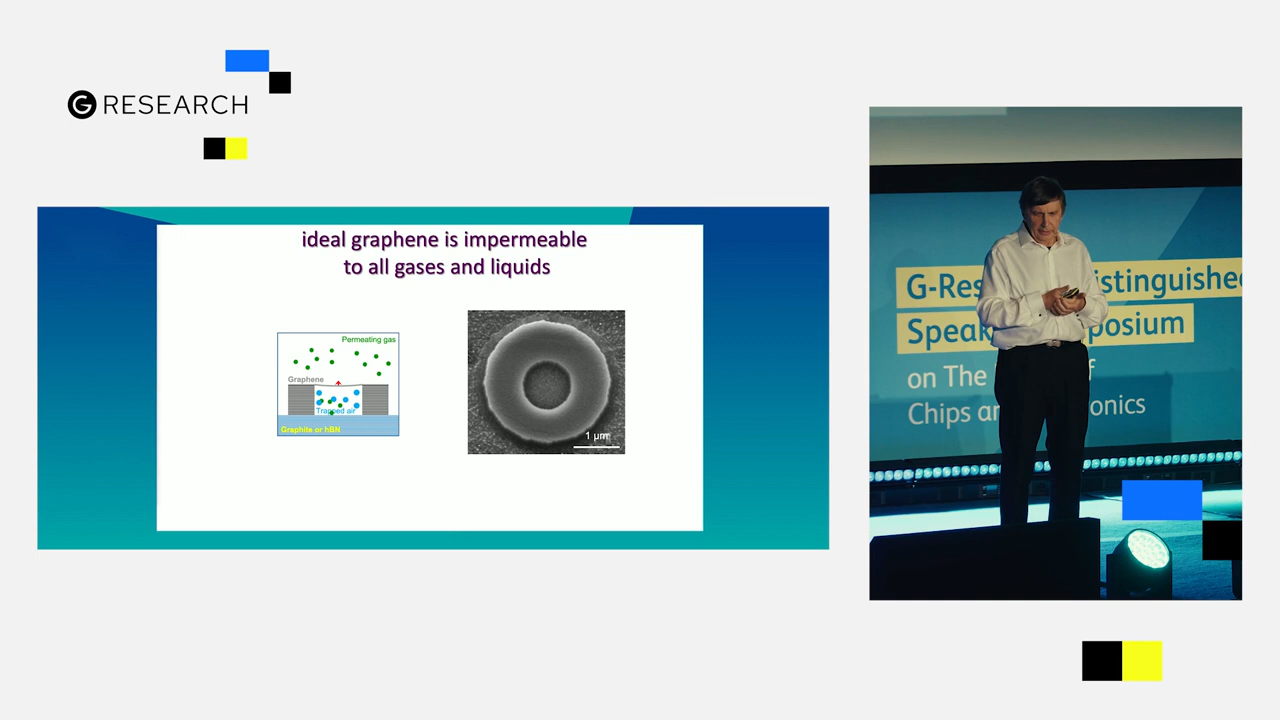 G RESEARCH
ideal graphene is impermeable
to all gases and liquids
Permeating gas
Graphene
Trapped air
Graphite or hBN
1 μm
G-Res istinguished
Speak posium
on The f
Chips an onics